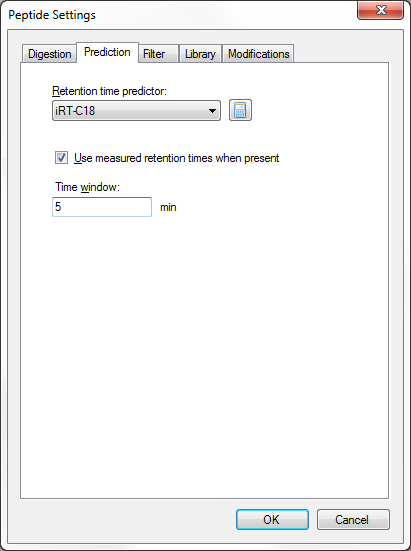 Peptide Settings
Digestion Prediction Filter Library Modifications
Retention time predictor:
iRT-C18
Use measured retention times when present
Time window:
5 min
OK Cancel